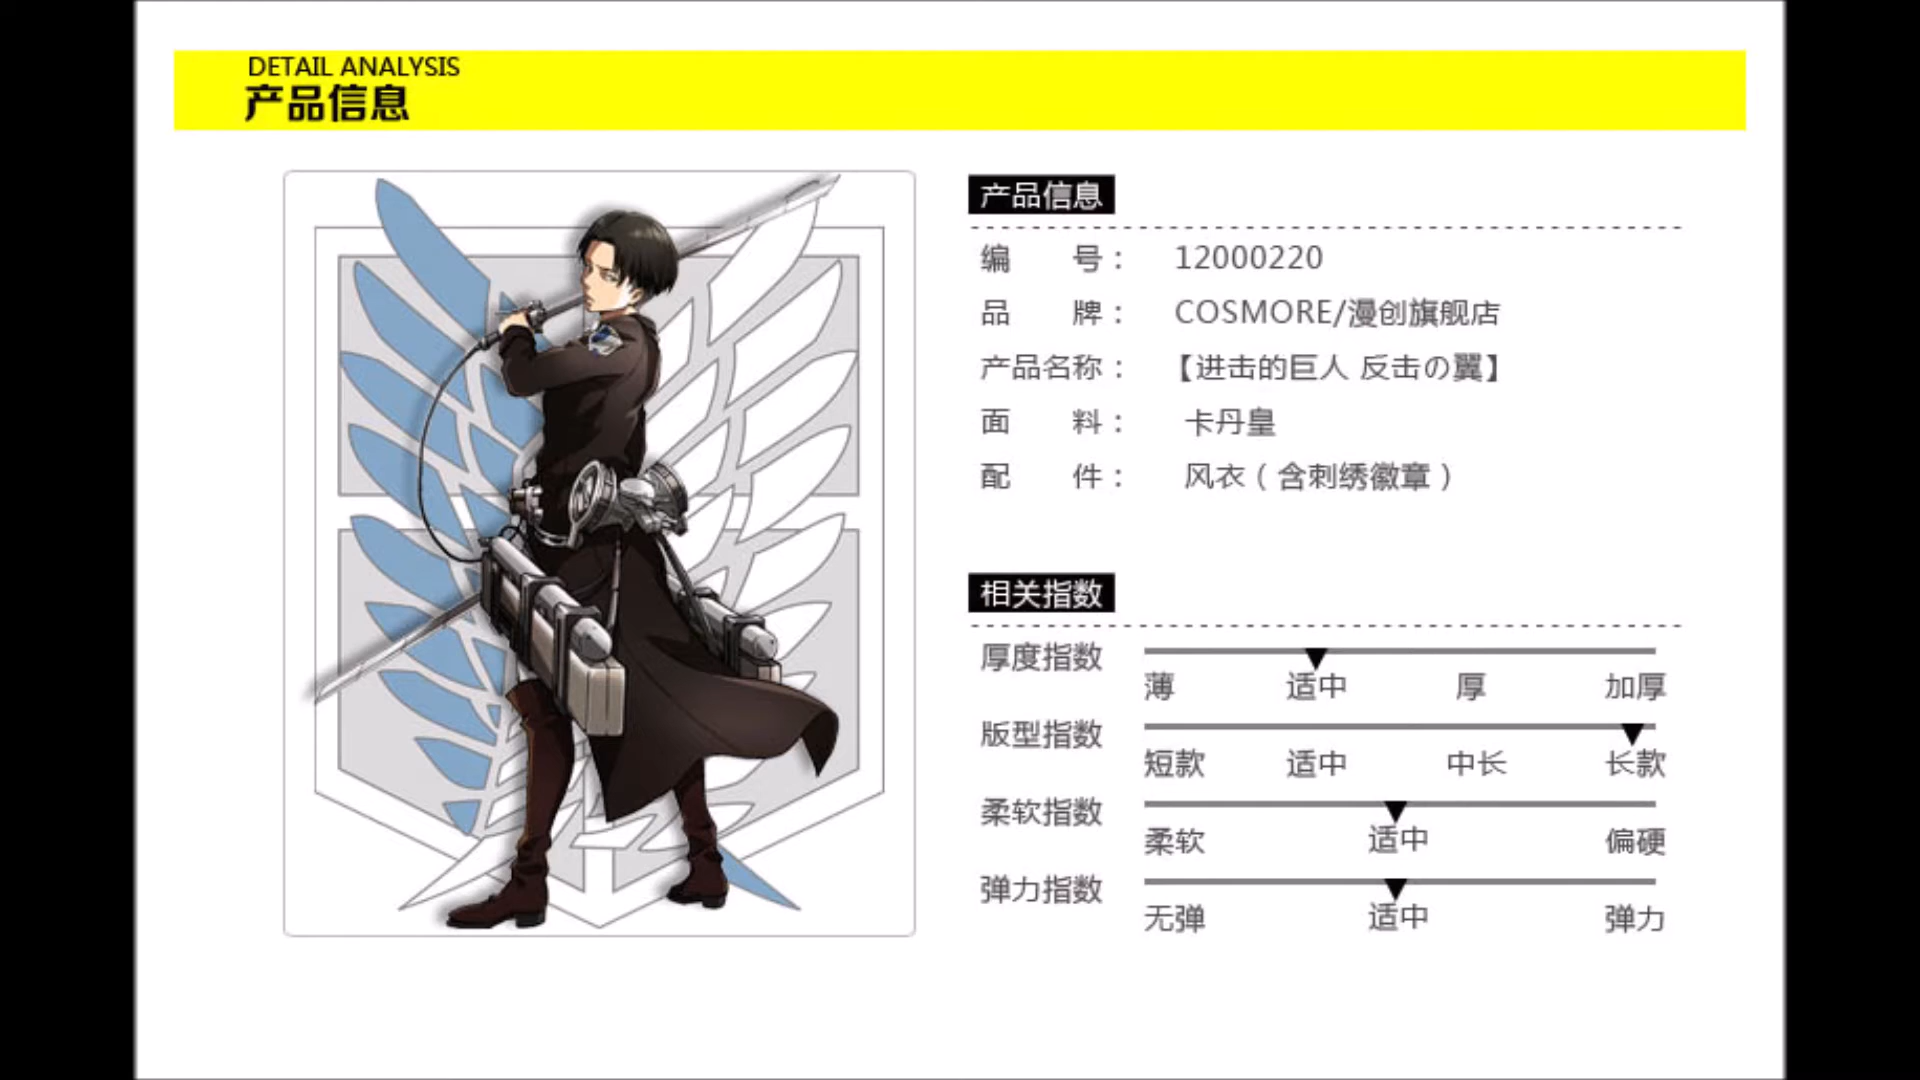 DETAIL ANALYSIS
产品信息
产品信息
编 号： 12000220
品 牌： COSMORE/漫创旗舰店
产品名称： 【进击的巨人 反击の翼】
面 料： 卡丹皇
配 件： 风衣（含刺绣徽章）
相关指数
厚度指数
薄 适中 厚 加厚
版型指数
短款 适中 中长 长款
柔软指数
柔软 适中 偏硬
弹力指数
无弹 适中 弹力